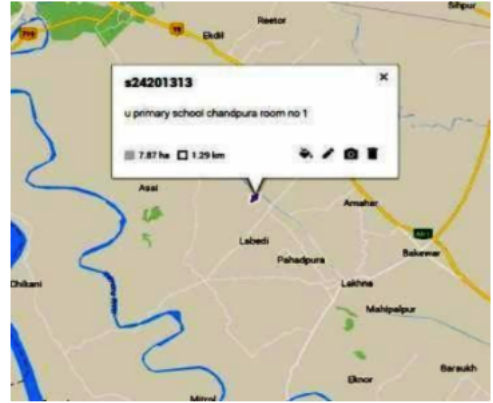 Sihpur
Reetor
Ekdil
s24201313
u primary school chandpura room no 1
7.87 ha
1.29 km
Asai
Amahar
Labedi
Bakewar
Pahadpura
Lakhna
Chikani
Mahipalpur
Baraukh
Eknor
Mitrol